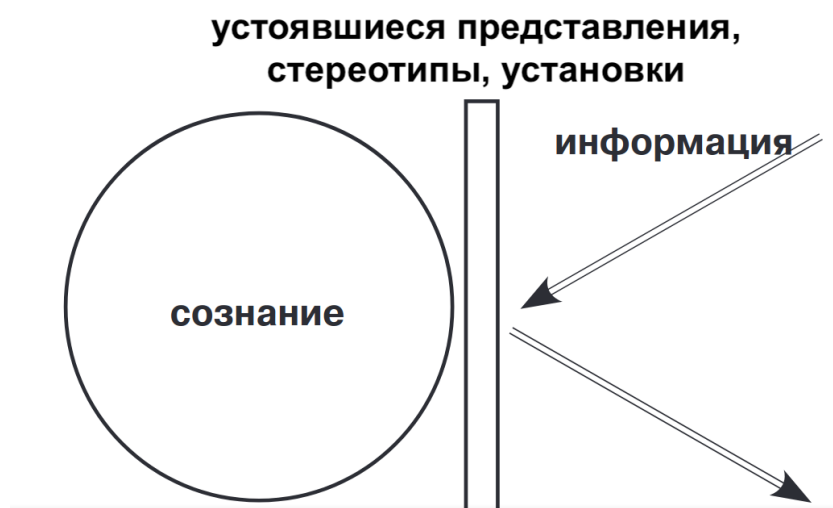 устоявшиеся представления,
стереотипы, установки
информация
сознание